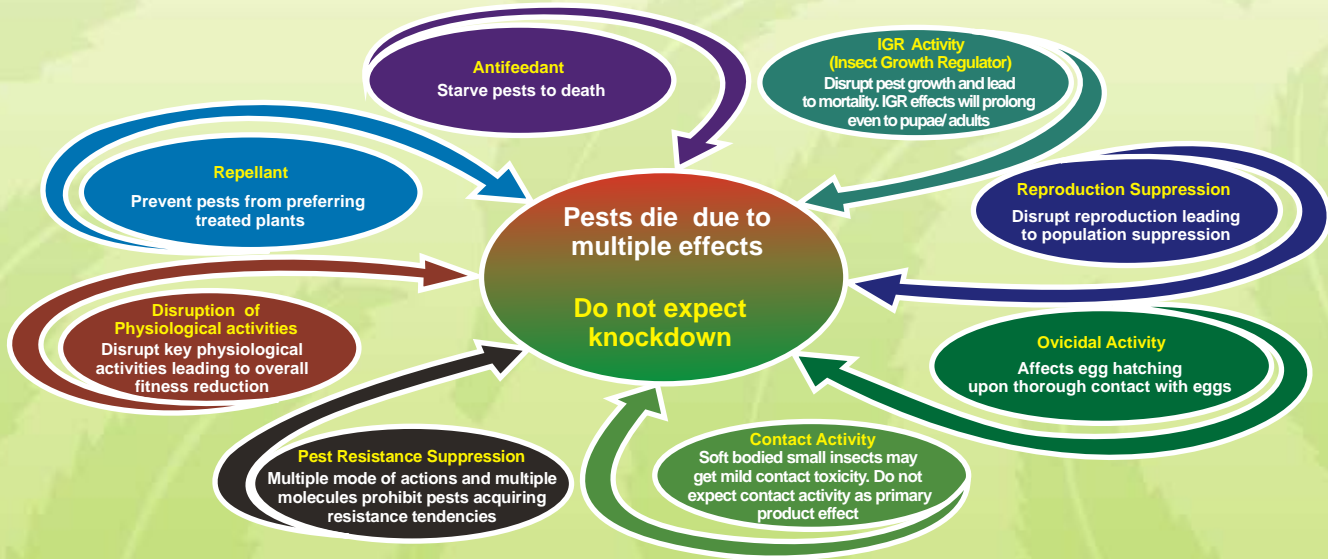 Antifeedant
Starve pests to death
IGR Activity
(Insect Growth Regulator)
Disrupt pest growth and lead
to mortality. IGR effects will prolong
even to pupae/ adults
Repellant
Prevent pests from preferring
treated plants
Reproduction Suppression
Disrupt reproduction leading
to population suppression
Pests die due to
multiple effects
Do not expect
knockdown
Disruption of
Physiological activities
Disrupt key physiological
activities leading to overall
fitness reduction
Ovicidal Activity
Affects egg hatching
upon thorough contact with eggs
Pest Resistance Suppression
Multiple mode of actions and multiple
molecules prohibit pests acquiring
resistance tendencies
Contact Activity
Soft bodied small insects may
get mild contact toxicity. Do not
expect contact activity as primary
product effect